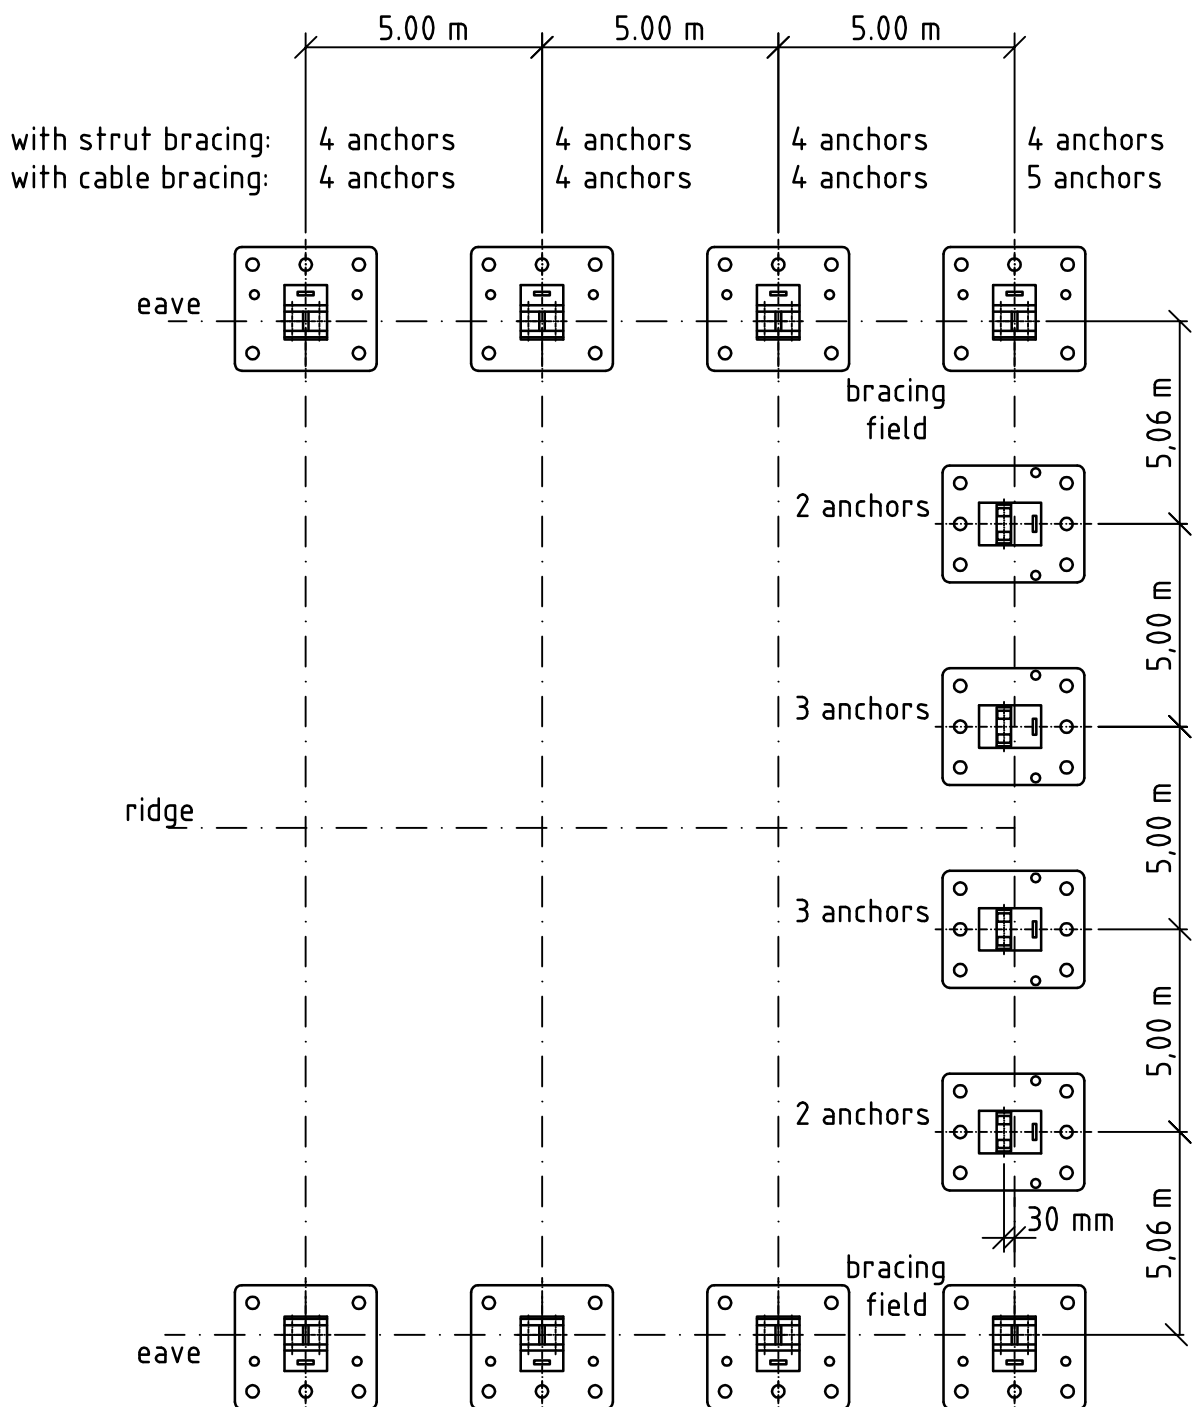 5.00 m 5.00 m 5.00 m
with strut bracing: 4 anchors 4 anchors 4 anchors 4 anchors
with cable bracing: 4 anchors 4 anchors 4 anchors 5 anchors
eave
bracing
field
5,06 m
2 anchors
5,00 m
3 anchors
ridge
5,00 m
3 anchors
5,00 m
2 anchors
30 mm
5,06 m
bracing
field
eave